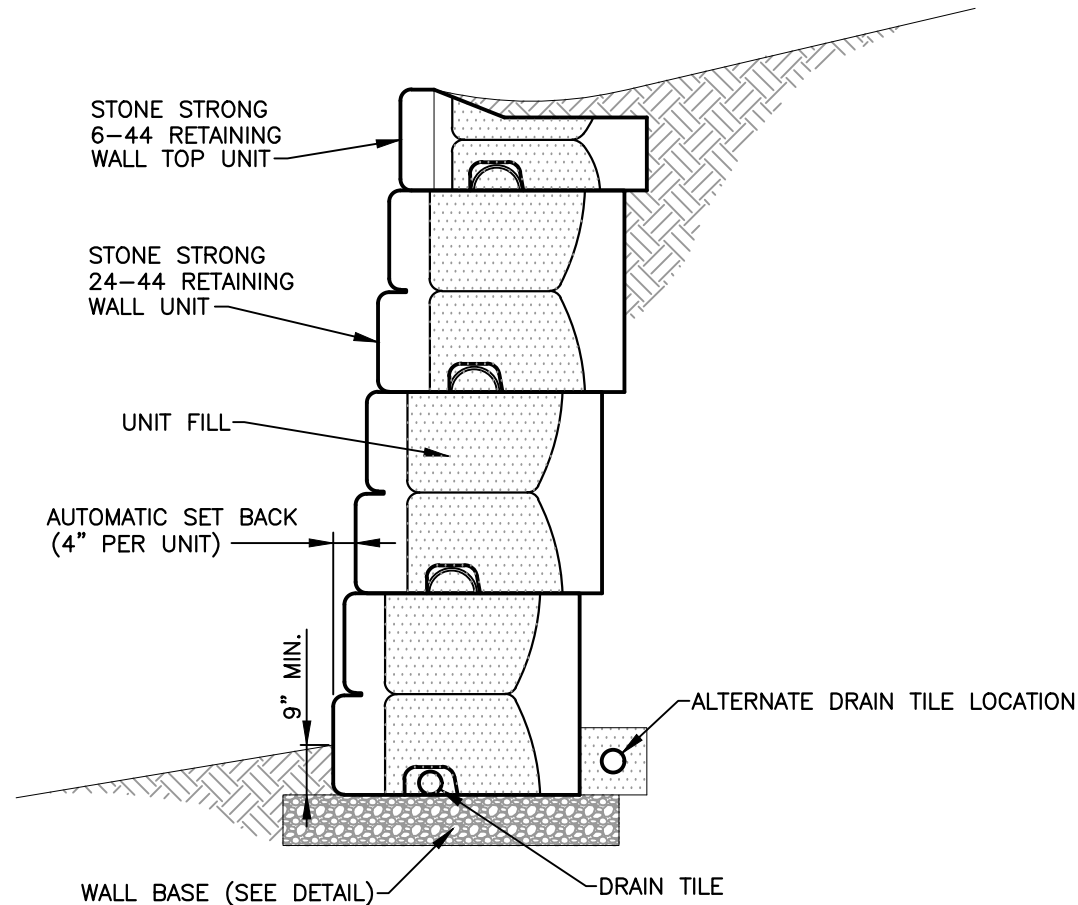 STONE STRONG
6-44 RETAINING
WALL TOP UNIT
STONE STRONG
24-44 RETAINING
WALL UNIT
UNIT FILL
AUTOMATIC SET BACK
(4" PER UNIT)
9" MIN.
ALTERNATE DRAIN TILE LOCATION
WALL BASE (SEE DETAIL)
DRAIN TILE